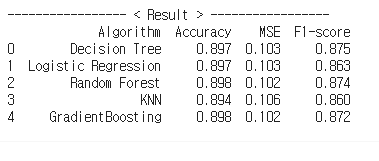 ----------------- < Result > ------------------
Algorithm Accuracy MSE F1-score
0 Decision Tree 0.897 0.103 0.875
1 Logistic Regression 0.897 0.103 0.863
2 Random Forest 0.898 0.102 0.874
3 KNN 0.894 0.106 0.860
4 GradientBoosting 0.898 0.102 0.872